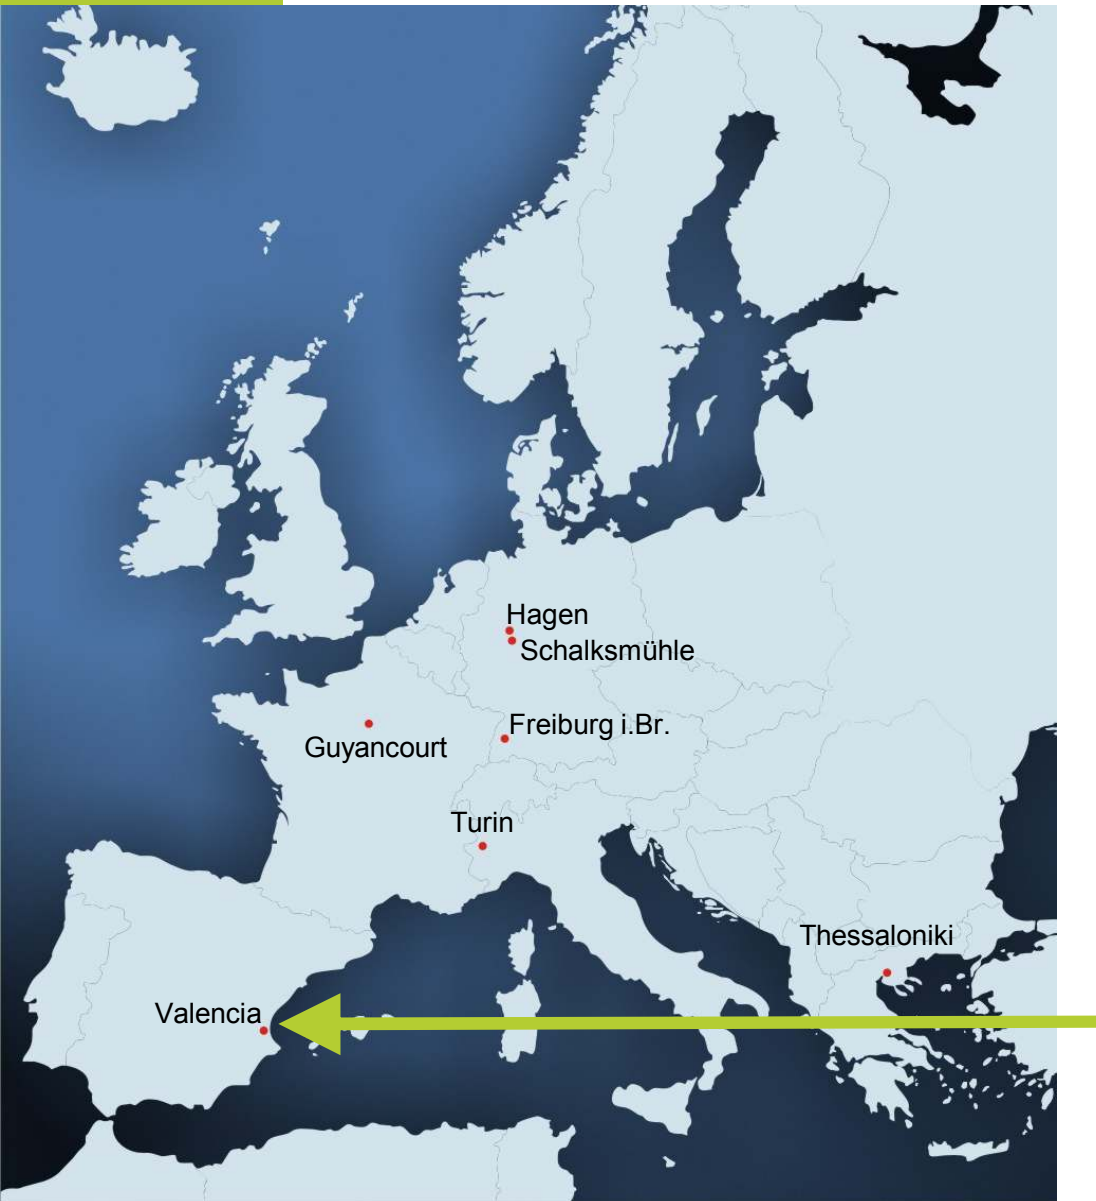 Hagen
Schalksmühle
Freiburg i.Br.
Guyancourt
Turin
Thessaloniki
Valencia